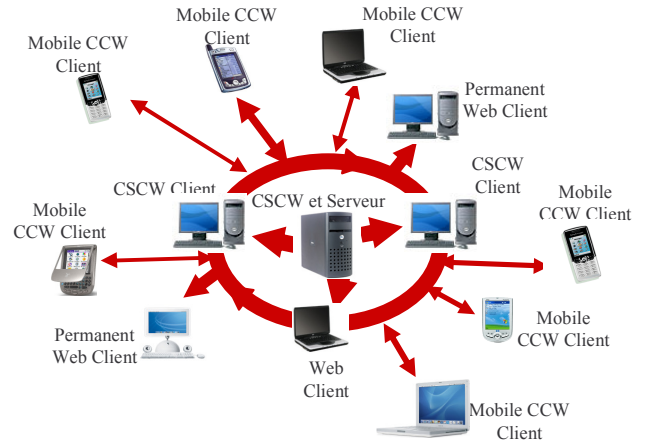 Mobile CCW
Client
Mobile CCW
Client
Mobile CCW
Client
Permanent
Web Client
CSCW Client
CSCW et Serveur
CSCW
Client
Mobile
CCW Client
Mobile
CCW Client
Permanent
Web Client
Web
Client
Mobile
CCW Client
Mobile CCW
Client